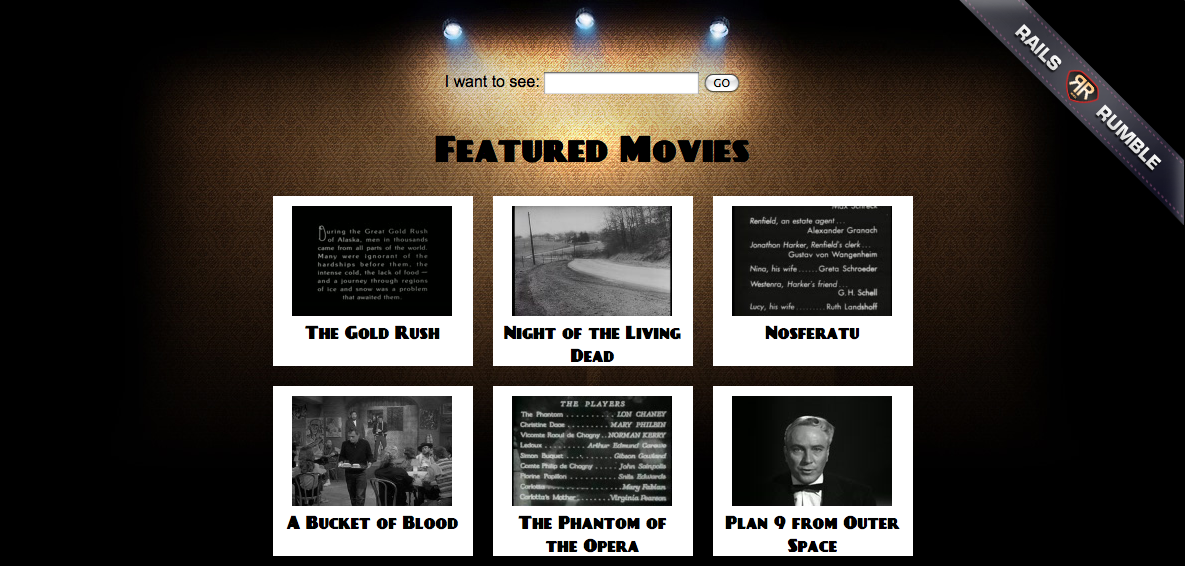 RAILS RR RUMBLE
I want to see: GO
Featured Movies
During the Great Gold Rush
of Alaska, men in thousands
came from all parts of the world.
Many were ignorant of the
hardships before them, the
intense cold, the lack of food —
and a journey through regions
of ice and snow was a problem
that awaited them.
Max Schreck
Renfield, an estate agent . . .
Alexander Granach
Jonathon Harker, Renfield's clerk . . .
Gustav von Wangenheim
Nina, his wife . . . . . . Greta Schroeder
Westenra, Harker's friend . . .
G. H. Schell
Lucy, his wife . . . . . . . . . Ruth Landshoff
The Gold Rush
Night of the Living
Dead
Nosferatu
THE PLAYERS
The Phantom . . . . . . . . . . LON CHANEY
Christine Daae . . . . . . . . MARY PHILBIN
Vicomte Raoul de Chagny . . NORMAN KERRY
Ledoux . . . . . . . . . Arthur Edmund Carewe
Simon Buquet . . . . . . . . Gibson Gowland
Comte Philip de Chagny . . . . . John Sainpolis
Florine Papillon . . . . . . . . . Snitz Edwards
Carlotta . . . . . . . . . . . . . . Mary Fabian
Carlotta's Mother . . . . . . Virginia Pearson
A Bucket of Blood
The Phantom of
the Opera
Plan 9 from Outer
Space